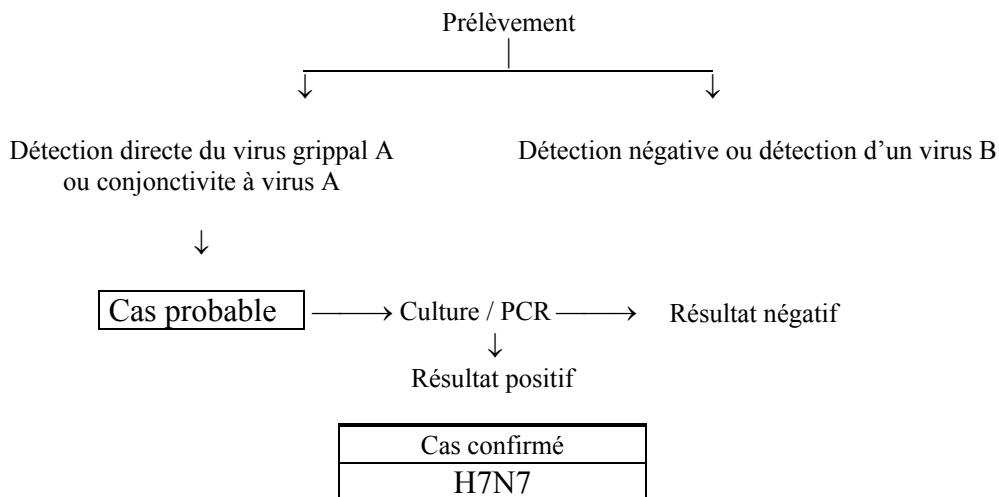 Prélèvement
Détection directe du virus grippal A
ou conjonctivite à virus A
Détection négative ou détection d’un virus B
Cas probable
Culture / PCR
Résultat négatif
Résultat positif
Cas confirmé
H7N7